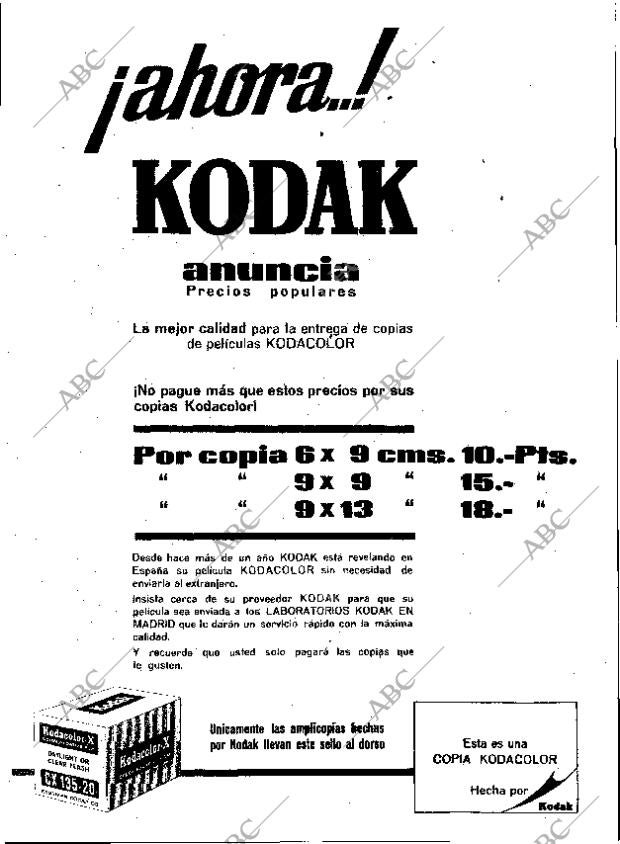 ¡ahora..!
KODAK
anuncia
Precios populares
La mejor calidad para la entrega de copias
de películas KODACOLOR
¡No pague más que estos precios por sus
copias Kodacolor!
Por copia 6 x 9 cms. 10.-Pts.
“ “ 9 x 9 “ 15.- “
“ “ 9 x 13 “ 18.- “
Desde hace más de un año KODAK está revelando en
España su película KODACOLOR sin necesidad de
enviarla al extranjero.
Insista cerca de su proveedor KODAK para que su
película sea enviada a los LABORATORIOS KODAK EN
MADRID que le darán un servicio rápido con la máxima
calidad.
Y recuerde que usted solo pagará las copias que
le gusten.
Kodacolor-X
DAYLIGHT OR
CLEAR FLASH
CX 135-20
Kodacolor-X
Unicamente las amplicopias hechas
por Kodak llevan este sello al dorso
Esta es una
COPIA KODACOLOR
Hecha por
Kodak
ABC
ABC
ABC
ABC
ABC
ABC
ABC
ABC
ABC
ABC
ABC
ABC